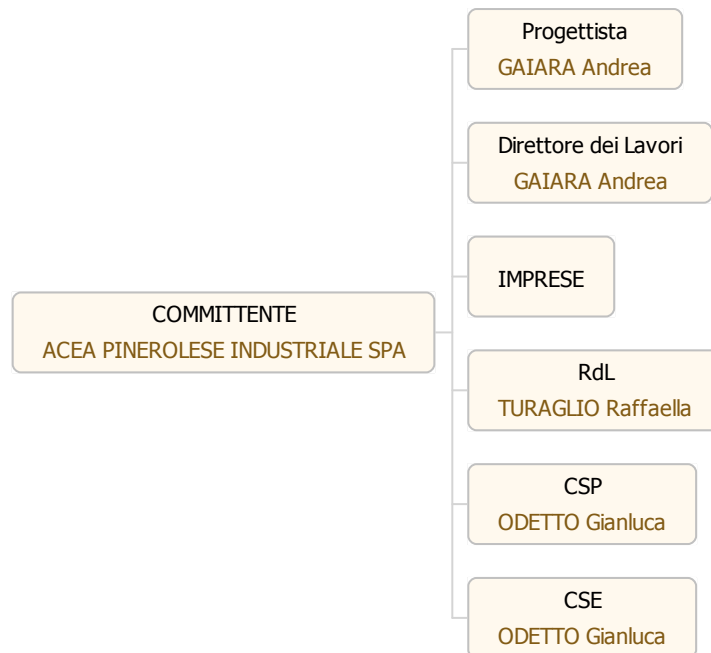 Progettista
GAIARA Andrea
Direttore dei Lavori
GAIARA Andrea
IMPRESE
COMMITTENTE
ACEA PINEROLESE INDUSTRIALE SPA
RdL
TURAGLIO Raffaella
CSP
ODETTO Gianluca
CSE
ODETTO Gianluca